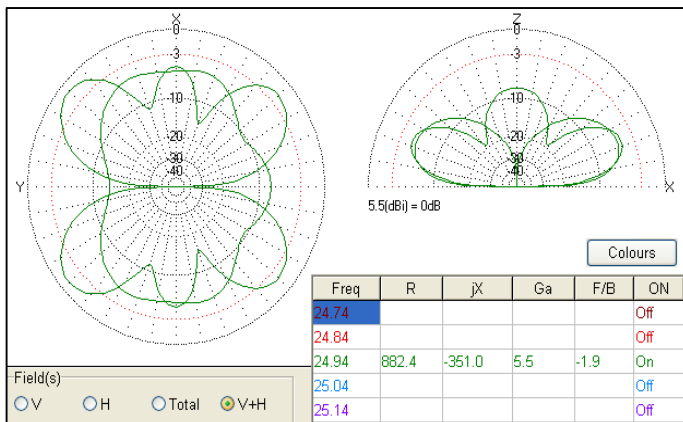 X
0
3
10
20
30
40
Y
Z
0
3
10
20
30
40
X
5.5(dBi) = 0dB
Colours
Freq R jX Ga F/B ON
24.74 Off
24.84 Off
24.94 882.4 -351.0 5.5 -1.9 On
25.04 Off
25.14 Off
Field(s)
V H Total V+H